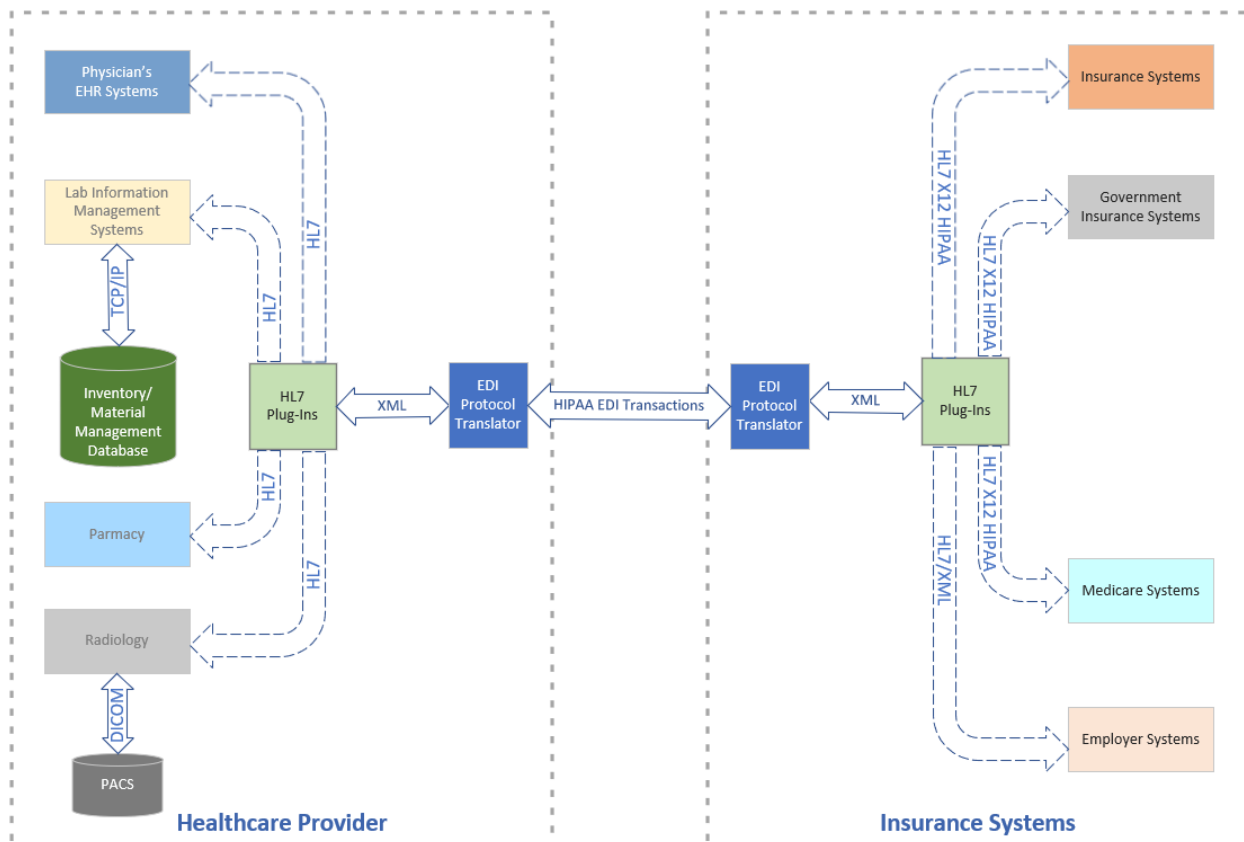 Physician's
EHR Systems
HL7
Lab Information
Management
Systems
HL7
TCP/IP
Inventory/
Material
Management
Database
HL7
Plug-Ins
XML
EDI
Protocol
Translator
HIPAA EDI Transactions
HL7
Parmacy
HL7
Radiology
DICOM
PACS
Healthcare Provider
Insurance Systems
HL7 X12 HIPAA
Government
Insurance Systems
HL7 X12 HIPAA
EDI
Protocol
Translator
XML
HL7
Plug-Ins
HL7 X12 HIPAA
HL7/XML
Medicare Systems
Employer Systems
Insurance Systems